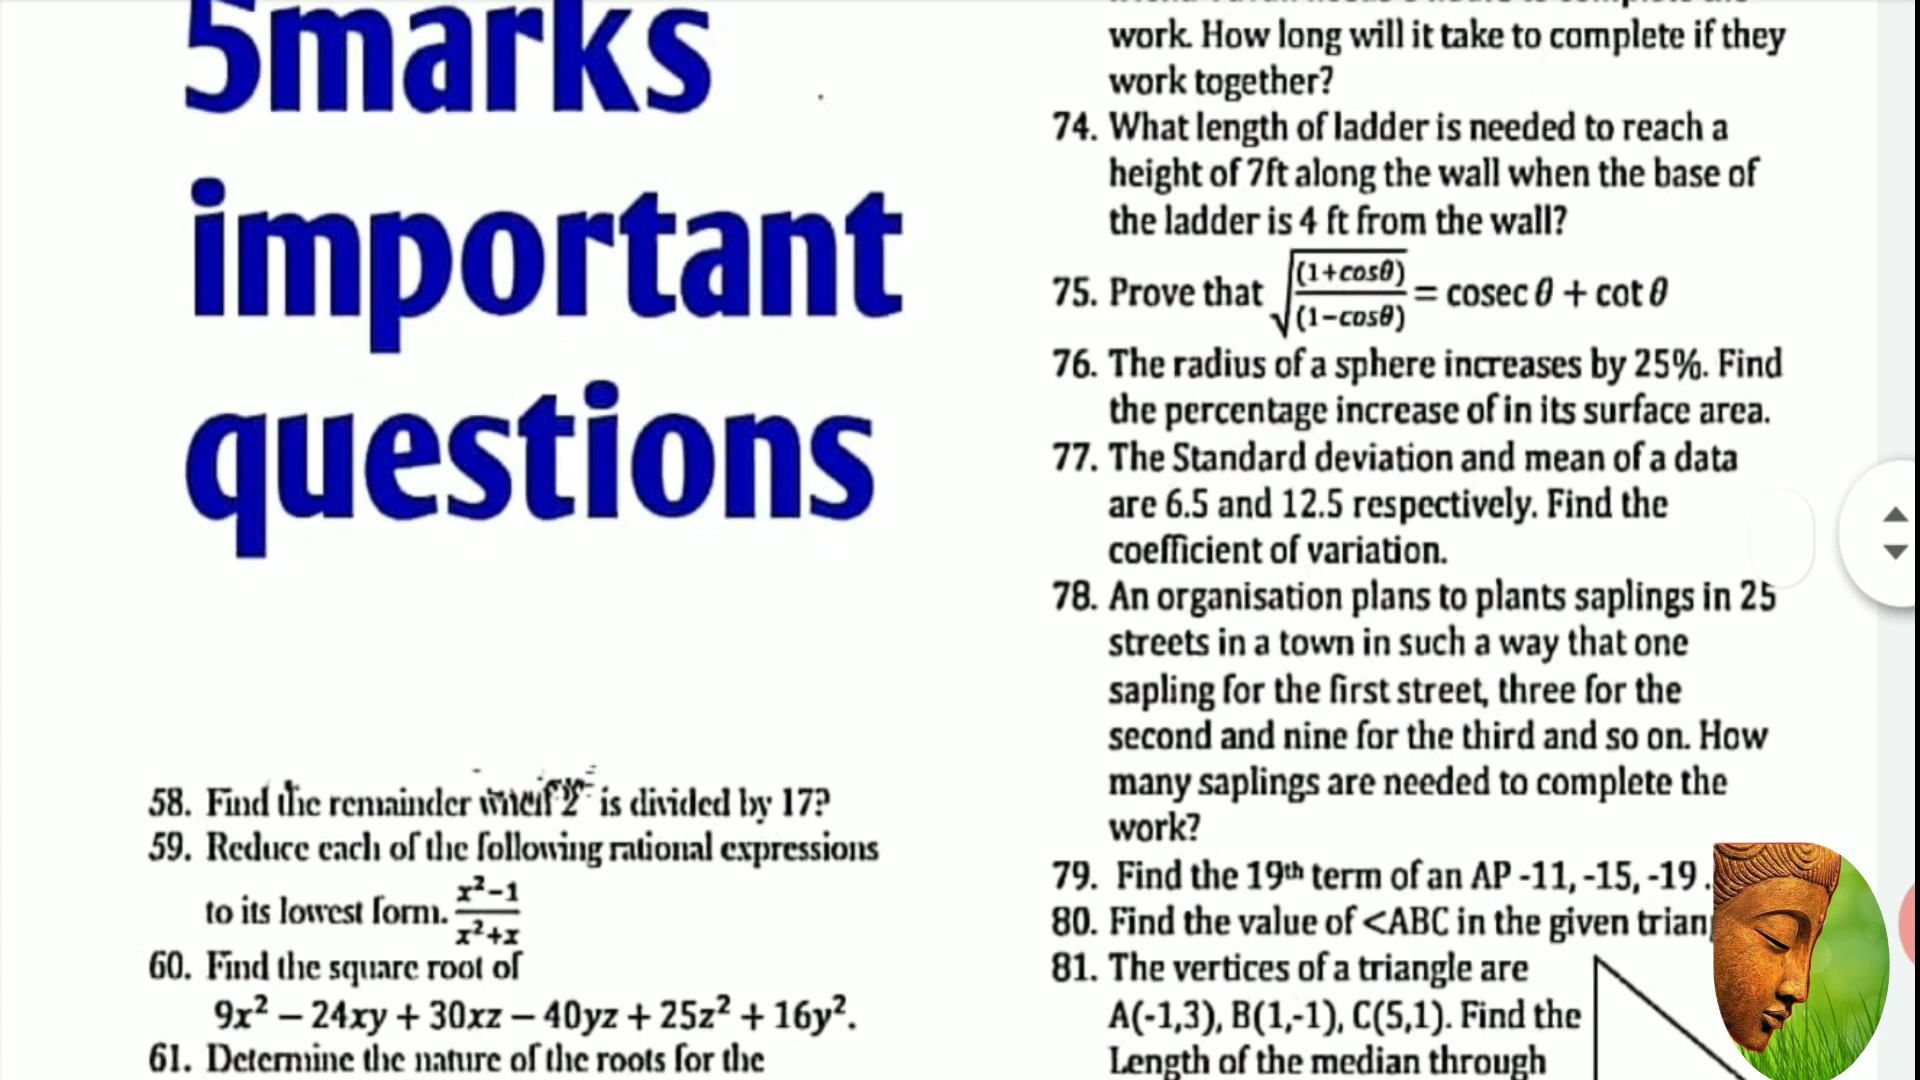 5marks
important
questions
58. Find the remainder is divided by 17?
59. Reduce each of the following rational expressions
to its lowest form. x²−1 / x²+x
60. Find the square root of
9x² − 24xy + 30xz − 40yz + 25z² + 16y².
61. Determine the nature of the roots for the
work. How long will it take to complete if they
work together?
74. What length of ladder is needed to reach a
height of 7ft along the wall when the base of
the ladder is 4 ft from the wall?
75. Prove that √((1+cosθ)/(1−cosθ)) = cosec θ + cot θ
76. The radius of a sphere increases by 25%. Find
the percentage increase of in its surface area.
77. The Standard deviation and mean of a data
are 6.5 and 12.5 respectively. Find the
coefficient of variation.
78. An organisation plans to plants saplings in 25
streets in a town in such a way that one
sapling for the first street, three for the
second and nine for the third and so on. How
many saplings are needed to complete the
work?
79. Find the 19th term of an AP -11, -15, -19 .
80. Find the value of <ABC in the given
81. The vertices of a triangle are
A(-1,3), B(1,-1), C(5,1). Find the
Length of the median through